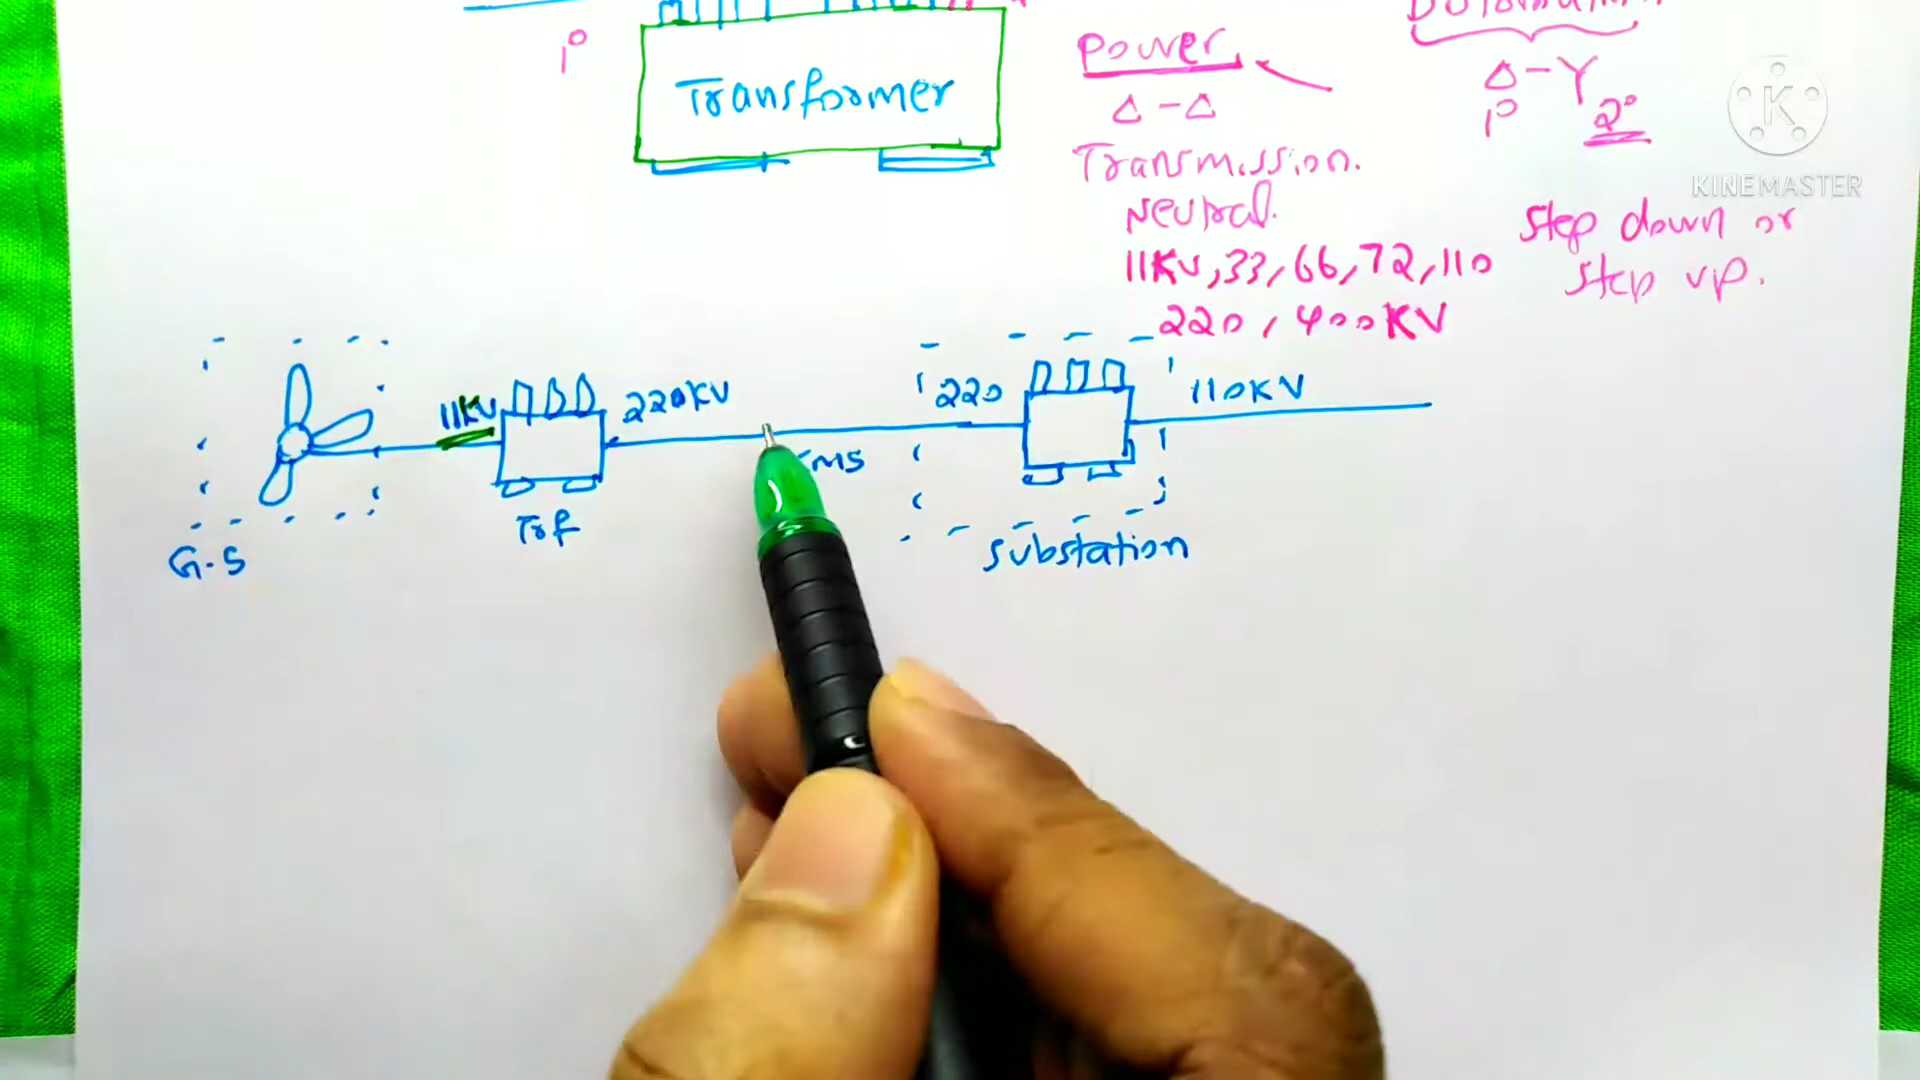 1°
Transformer
Power
Δ-Δ
Transmission.
Neutral.
11KV, 33, 66, 72, 110
220, 400KV
Δ-Y
1° 2°
Step down or
Step up.
KINEMASTER
11KV
220KV
220
110KV
Trf
G-S
Substation